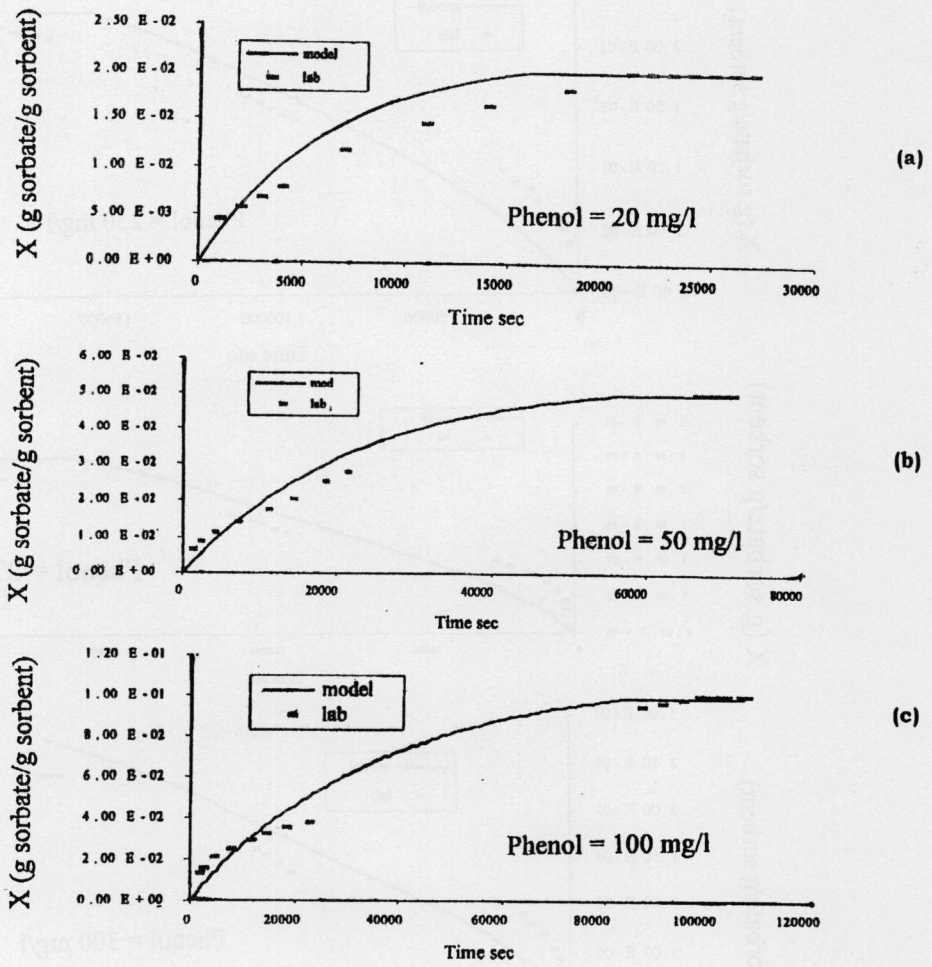 X (g sorbate/g sorbent)
2.50 E-02
2.00 E-02
1.50 E-02
1.00 E-02
5.00 E-03
0.00 E+00
model
lab
Phenol = 20 mg/l
(a)
0 5000 10000 15000 20000 25000 30000
Time sec
X (g sorbate/g sorbent)
6.00 E-02
5.00 E-02
4.00 E-02
3.00 E-02
2.00 E+02
1.00 E-02
0.00 E+00
mod
lab
Phenol = 50 mg/l
(b)
0 20000 40000 60000 80000
Time sec
X (g sorbate/g sorbent)
1.20 E-01
1.00 E-01
8.00 E-02
6.00 E-02
4.00 E-02
2.00 E-02
0.00 E+00
model
lab
Phenol = 100 mg/l
(c)
0 200000 400000 60000 80000 100000 120000
Time sec